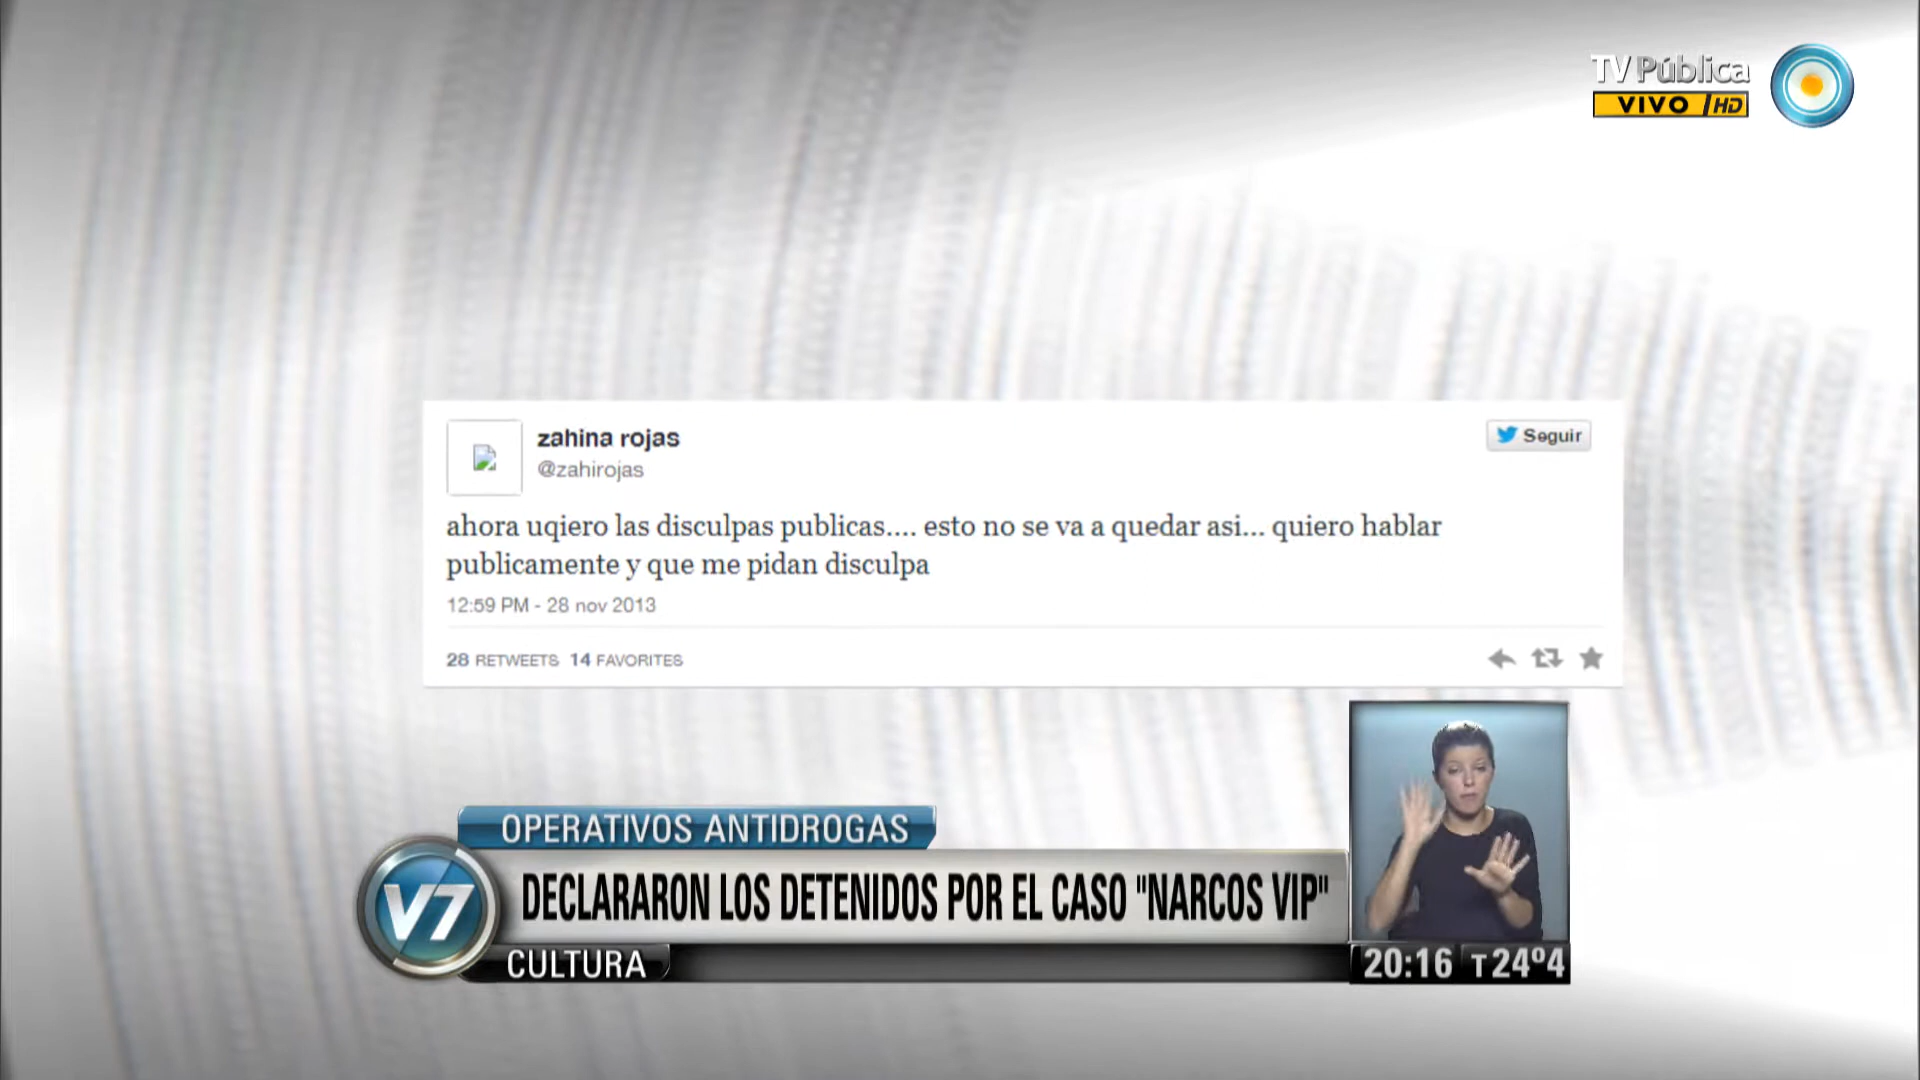 TV Pública
VIVO HD
zahina rojas
@zahirojas
Seguir
ahora uqiero las disculpas publicas.... esto no se va a quedar asi... quiero hablar
publicamente y que me pidan disculpa
12:59 PM - 28 nov 2013
28 RETWEETS 14 FAVORITES
OPERATIVOS ANTIDROGAS
V7
DECLARARON LOS DETENIDOS POR EL CASO "NARCOS VIP"
CULTURA
20:16 T 24º4